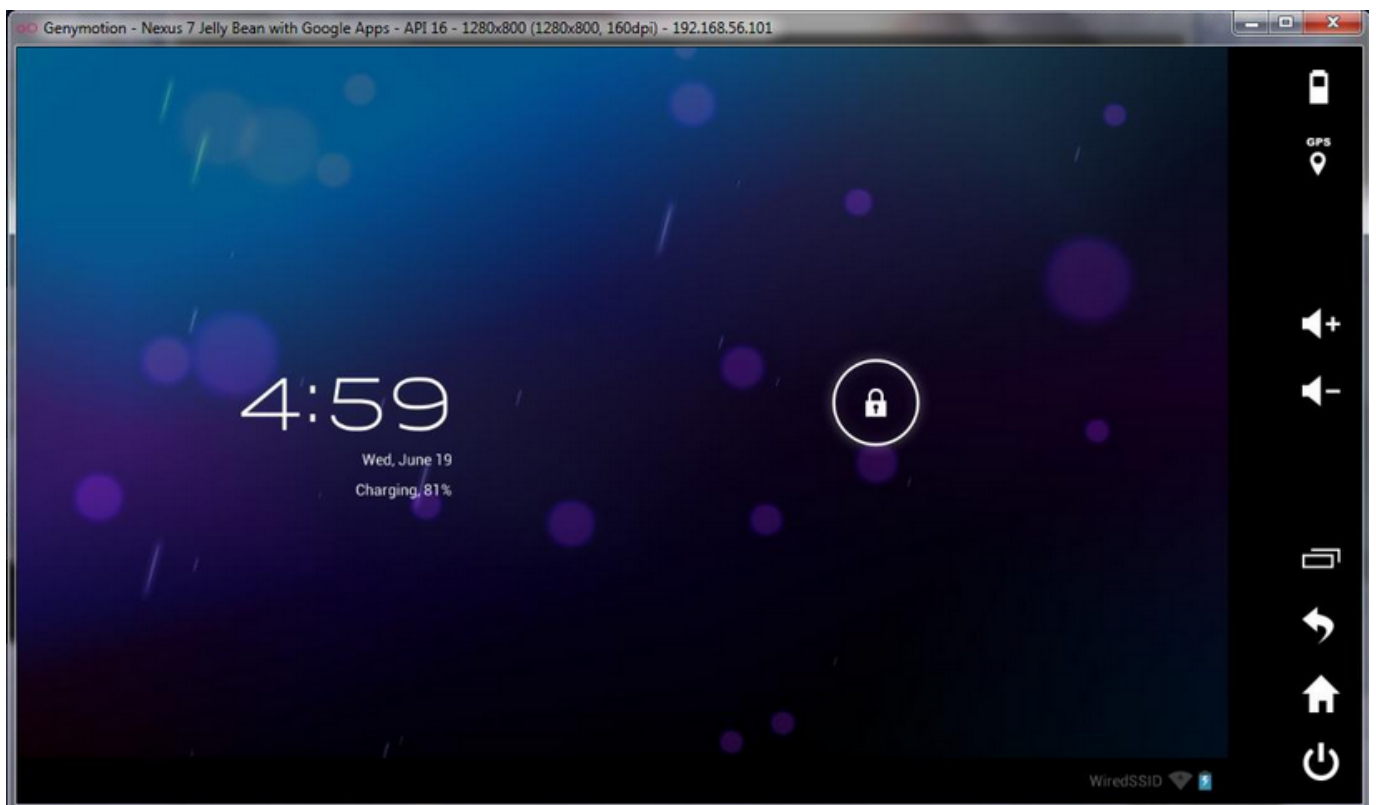 Genymotion - Nexus 7 Jelly Bean with Google Apps - API 16 - 1280x800 (1280x800, 160dpi) - 192.168.56.101
GPS
4:59
Wed, June 19
Charging, 81%
WiredSSID